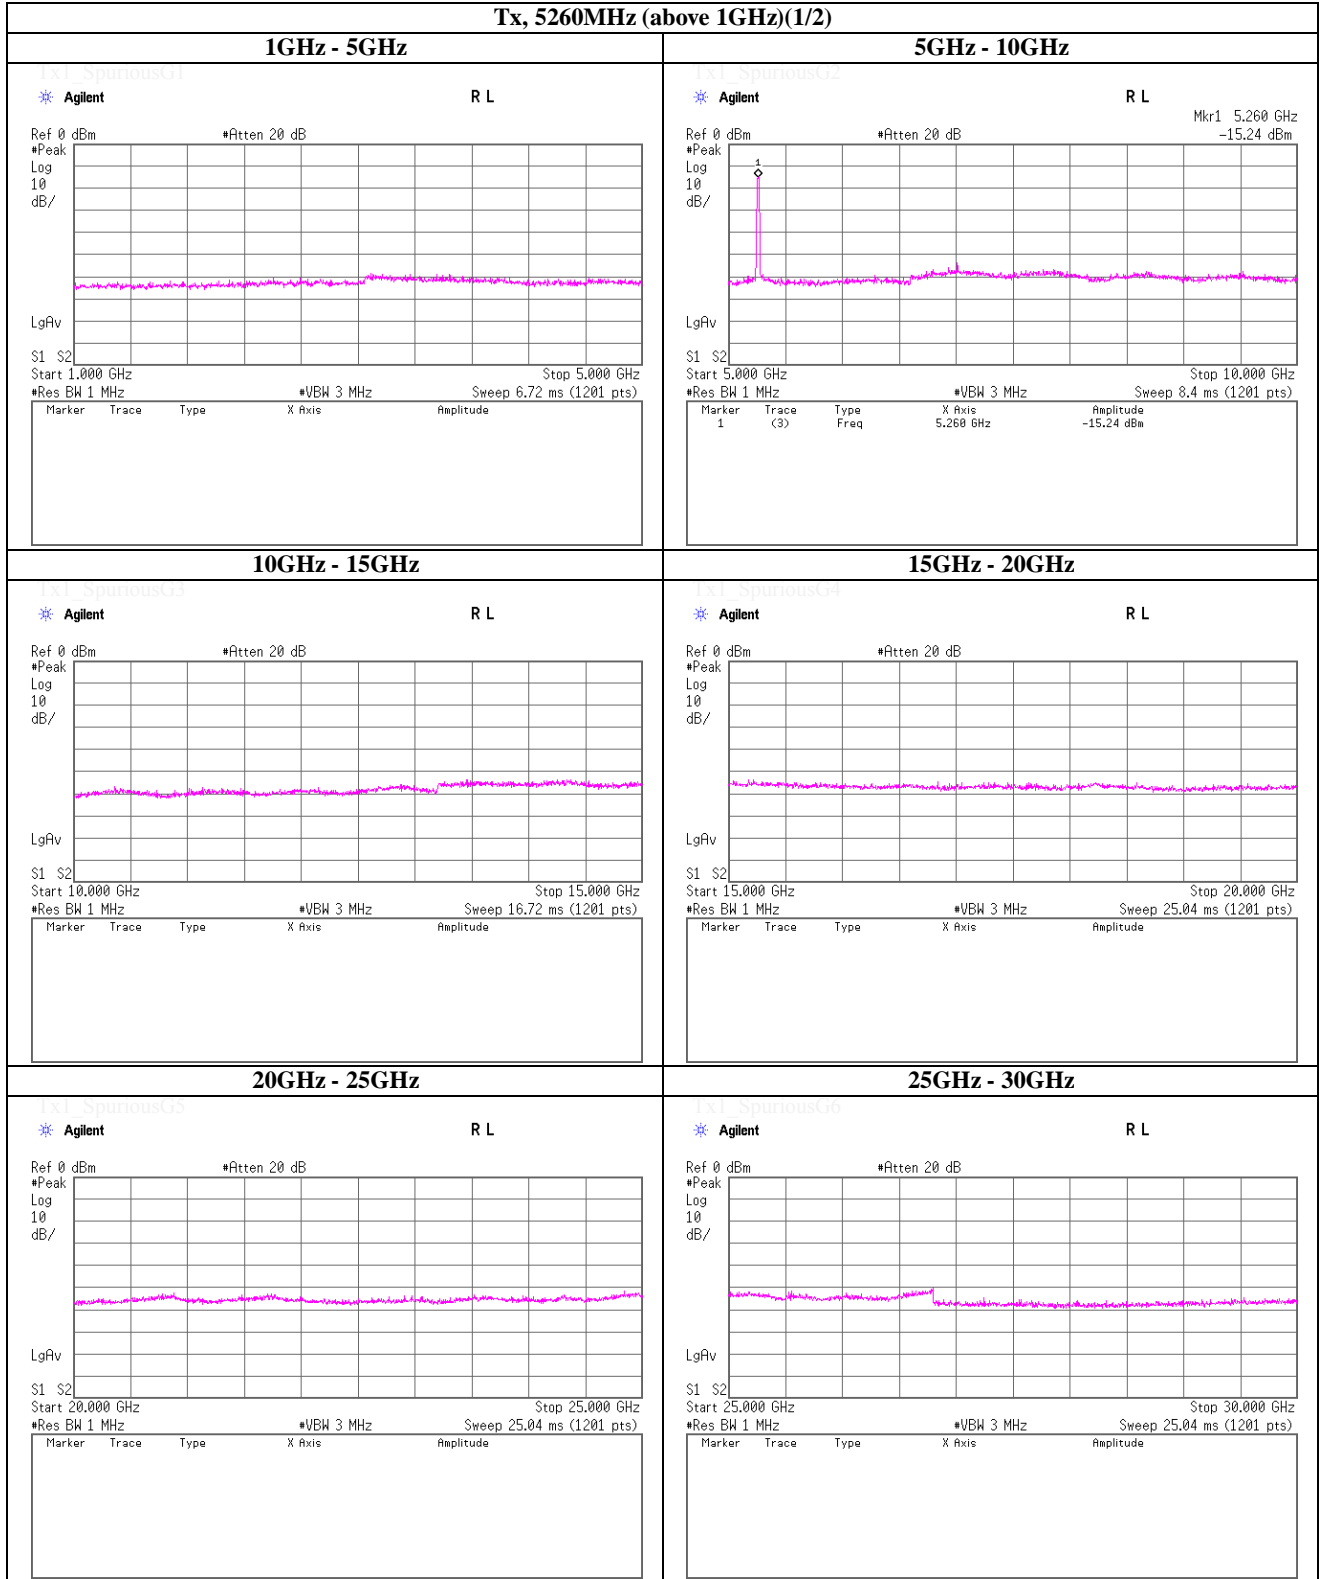 Tx, 5260MHz (above 1GHz)(1/2)
1GHz - 5GHz
5GHz - 10GHz
Tx1_SpuriousG1
Agilent
R L
Ref 0 dBm
#Atten 20 dB
#Peak
Log
10
dB/
LgAv
S1 S2
Start 1.000 GHz
Stop 5.000 GHz
#Res BW 1 MHz
#VBW 3 MHz
Sweep 6.72 ms (1201 pts)
Marker Trace Type X Axis Amplitude
Tx1_SpuriousG2
Agilent
R L
Mkr1 5.260 GHz
Ref 0 dBm
#Atten 20 dB
-15.24 dBm
#Peak
1
Log
10
dB/
LgAv
S1 S2
Start 5.000 GHz
Stop 10.000 GHz
#Res BW 1 MHz
#VBW 3 MHz
Sweep 8.4 ms (1201 pts)
Marker Trace Type X Axis Amplitude
1 (3) Freq 5.260 GHz -15.24 dBm
10GHz - 15GHz
15GHz - 20GHz
Tx1_SpuriousG3
Agilent
R L
Ref 0 dBm
#Atten 20 dB
#Peak
Log
10
dB/
LgAv
S1 S2
Start 10.000 GHz
Stop 15.000 GHz
#Res BW 1 MHz
#VBW 3 MHz
Sweep 16.72 ms (1201 pts)
Marker Trace Type X Axis Amplitude
Tx1_SpuriousG4
Agilent
R L
Ref 0 dBm
#Atten 20 dB
#Peak
Log
10
dB/
LgAv
S1 S2
Start 15.000 GHz
Stop 20.000 GHz
#Res BW 1 MHz
#VBW 3 MHz
Sweep 25.04 ms (1201 pts)
Marker Trace Type X Axis Amplitude
20GHz - 25GHz
25GHz - 30GHz
Tx1_SpuriousG5
Agilent
R L
Ref 0 dBm
#Atten 20 dB
#Peak
Log
10
dB/
LgAv
S1 S2
Start 20.000 GHz
Stop 25.000 GHz
#Res BW 1 MHz
#VBW 3 MHz
Sweep 25.04 ms (1201 pts)
Marker Trace Type X Axis Amplitude
Tx1_SpuriousG6
Agilent
R L
Ref 0 dBm
#Atten 20 dB
#Peak
Log
10
dB/
LgAv
S1 S2
Start 25.000 GHz
Stop 30.000 GHz
#Res BW 1 MHz
#VBW 3 MHz
Sweep 25.04 ms (1201 pts)
Marker Trace Type X Axis Amplitude